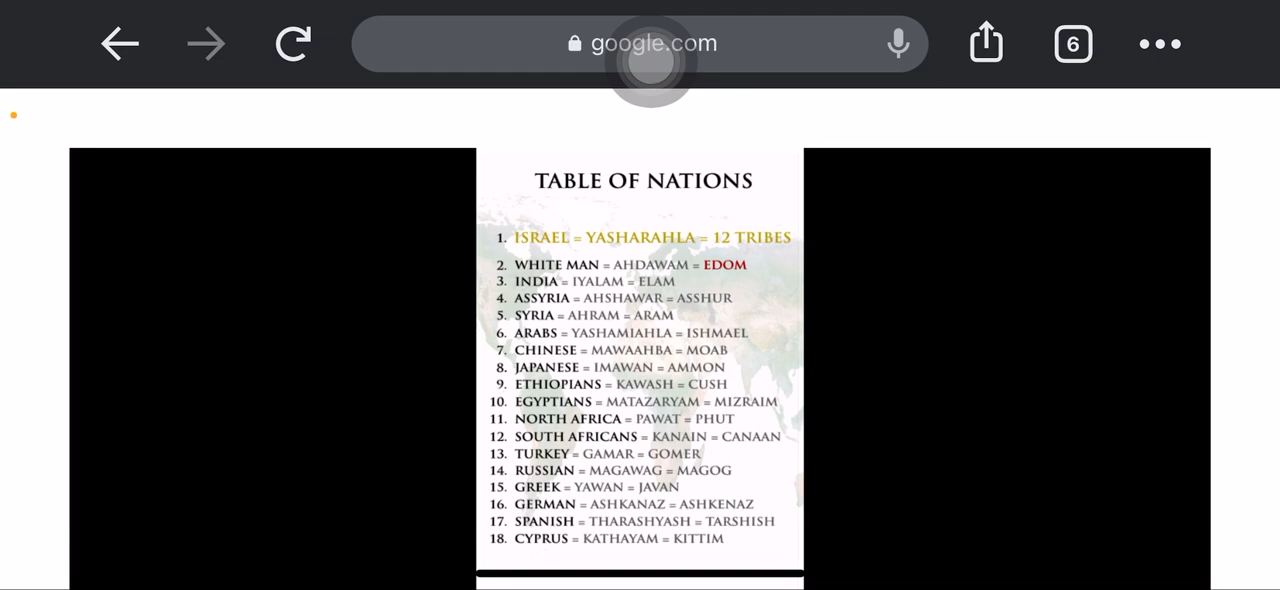 google.com
6
TABLE OF NATIONS
1. ISRAEL = YASHARAHLA = 12 TRIBES
2. WHITE MAN = AHDAWAM = EDOM
3. INDIA = IYALAM = ELAM
4. ASSYRIA = AHSHAWAR = ASSHUR
5. SYRIA = AHRAM = ARAM
6. ARABS = YASHAMIAHLA = ISHMAEL
7. CHINESE = MAWAAHBA = MOAB
8. JAPANESE = IMAWAN = AMMON
9. ETHIOPIANS = KAWASH = CUSH
10. EGYPTIANS = MATAZARYAM = MIZRAIM
11. NORTH AFRICA = PAWAT = PHUT
12. SOUTH AFRICANS = KANAIN = CANAAN
13. TURKEY = GAMAR = GOMER
14. RUSSIAN = MAGAWAG = MAGOG
15. GREEK = YAWAN = JAVAN
16. GERMAN = ASHKANAZ = ASHKENAZ
17. SPANISH = THARASHYASH = TARSHISH
18. CYPRUS = KATHAYAM = KITTIM